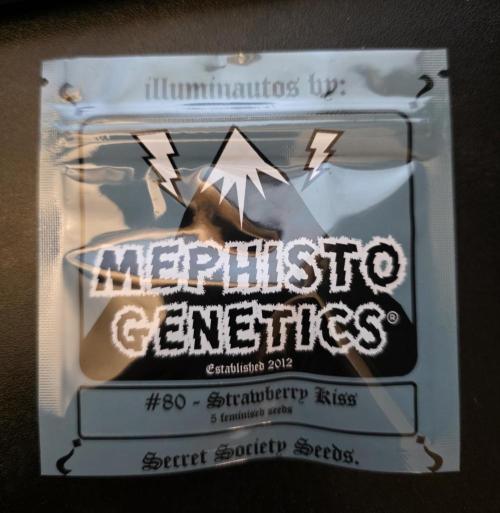 illuminautos by:
MEPHISTO
GENETICS®
Established 2012
#80 - Strawberry Kiss
5 feminised seeds
Secret Society Seeds.